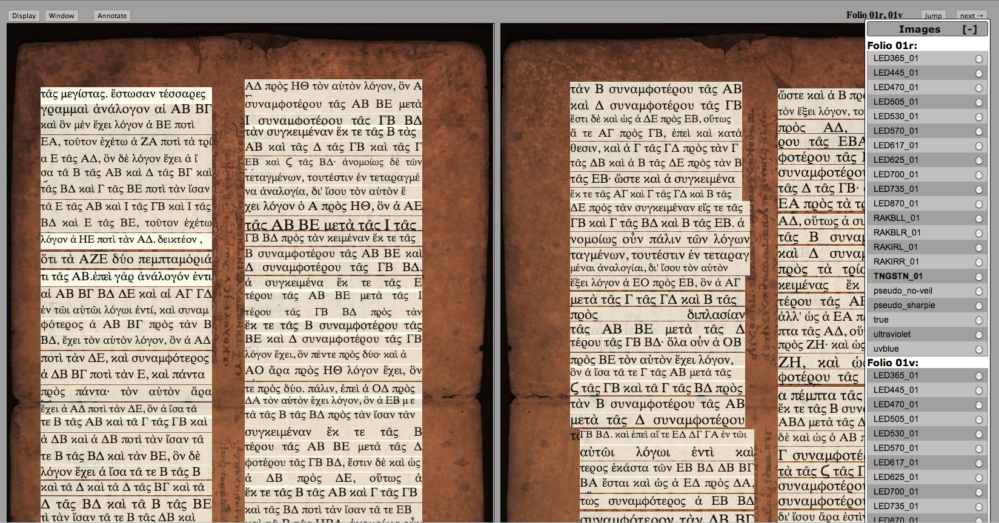 Display
Window
Annotate
Folio 01r, 01v
Jump
next →
τᾶς μεγίστας. ἔστωσαν τέσσαρες
γραμμαὶ ἀνάλογον αἱ ΑΒ ΒΓ
καὶ ὃν μὲν ἔχει λόγον ἁ ΒΕ ποτὶ
ΕΑ, τοῦτον ἐχέτω ἁ ΖΑ ποτὶ τὰ τρί
α Ε τᾶς ΑΔ, ὃν δὲ λόγον ἔχει ἁ ἴ
σα τᾶ Β τᾶς ΑΒ καὶ Δ τᾶς ΒΓ καὶ
τᾶς ΒΔ καὶ Γ τᾶς ΒΕ ποτὶ τὰν ἴσαν
τᾶ Ε τᾶς ΑΒ καὶ Ι τᾶς ΓΒ καὶ Ι τᾶς
ΒΔ καὶ Ε τᾶς ΒΕ, τοῦτον ἐχέτω
λόγον ἁ ΗΕ ποτὶ τὰν ΑΔ. δεικτέον ,
ὅτι τὰ ΑΖΕ δύο πεμπταμόριά
τι τᾶς ΑΒ.ἐπεὶ γὰρ ἀνάλογόν ἐντι
αἱ ΑΒ ΒΓ ΒΔ ΔΕ καὶ αἱ ΑΓ ΓΔ
ἐν τῶι αὐτῶι λόγωι ἐντί, καὶ συναμ
φότερος ἁ ΑΒ ΒΓ πρὸς τὰν Β
ΒΔ, ἔχει τὸν αὐτὸν λόγον, ὃν ἁ ΑΔ
ποτὶ τὰν ΔΕ, καὶ συναμφότερος
ἁ ΔΒ ΒΓ ποτὶ τὰν Ε, καὶ πάντα
πρὸς πάντα· τὸν αὐτὸν ἄρα
ἔχει ἁ ΑΔ ποτὶ τὰν ΔΕ, ὃν ἁ ἴσα τᾶ
τε Β τᾶς ΑΒ καὶ τᾶ Γ τᾶς ΓΒ καὶ
ἁ ΔΒ καὶ ἁ ΔΒ ποτὶ τὰν ἴσαν τᾶ
τε Β τᾶς ΒΔ καὶ τὰν ΒΕ, ὃν δὲ
λόγον ἔχει ἁ ἴσα τᾶ τε Β τᾶς Β
καὶ τᾶ Δ καὶ τᾶ Δ τᾶς ΒΓ καὶ τᾶ
Δ τᾶς ΒΔ καὶ τᾶ Β τᾶς ΒΕ
τὶ τὰν ἴσαν τᾶ τε Β τᾶς ΔΒ καὶ
ΑΔ πρὸς ΗΘ τὸν αὐτὸν λόγον, ὃν Α
συναμφοτέρου τᾶς ΑΒ ΒΕ μετὰ
Ι συναμφοτέρου τᾶς ΓΒ ΒΔ
τὰν συγκειμέναν ἔκ τε τᾶς Β τᾶς
ΑΒ καὶ τᾶς Δ τᾶς ΓΒ καὶ τᾶς Γ
ΕΒ καὶ Ϛ τᾶς ΒΔ· ἀνομοίως δὲ τῶν
τεταγμένων, τουτέστιν ἐν τεταραγμέ
να ἀναλογία, δι' ἴσου τὸν αὐτὸν ἔ
χει λόγον ὁ Α πρὸς ΗΘ, ὃν ἁ ΑΕ
τᾶς ΑΒ ΒΕ μετὰ τᾶς Ι τᾶς
ΓΒ ΒΔ πρὸς τὰν κειμέναν ἔκ τε τᾶς
Β συναμφοτέρου τᾶς ΑΒ ΒΕ καὶ
Δ συναμφοτέρου τᾶς ΓΒ ΒΔ.
ἁ συγκειμένα ἔκ τε τᾶς Ε
τέρου τᾶς ΑΒ ΒΕ μετὰ τᾶς Ι
τέρου τᾶς ΓΒ ΒΔ πρὸς τὰν
ἔκ τε τᾶς Β συναμφοτέρου τᾶς
ΒΕ καὶ Δ συναμφοτέρου τᾶς ΓΒ
λόγον ἔχει, ὃν πέντε πρὸς δύο· καὶ ἁ
ΑΟ ἄρα πρὸς ΗΘ λόγον ἔχει, ὃν
τε πρὸς δύο. πάλιν, ἐπεὶ ἁ ΟΔ πρὸς
ΔΑ τὸν αὐτὸν ἔχει λόγον, ὃν ἁ ΕΒ μ ε
τὰ τᾶς Β τᾶς ΒΔ πρὸς τὰν ἴσαν τὰν
συγκειμέναν ἔκ τε τᾶς Β
τέρου τᾶς ΑΒ ΒΕ μετὰ τᾶς Δ
φοτέρου τᾶς ΓΒ ΒΔ, ἔστιν δὲ καὶ ὡς
ἁ ΔΒ πρὸς ΔΕ, οὕτως ἁ
ἔκ τε τᾶς Β τᾶς ΑΒ καὶ Γ τᾶς ΓΒ
καὶ τᾶς ΒΔ ποτὶ τὰν ἴσαν τᾶ τε ΕΒ
τὰν Β συναμφοτέρου τᾶς ΑΒ
καὶ Δ συναμφοτέρου τᾶς ΓΒ
ἔστι δὲ καὶ ὡς ἁ ΔΕ πρὸς ΕΒ, οὕτως
ἅ τε ΑΓ πρὸς ΓΒ, ἐπεὶ καὶ κατὰ
θεσιν, καὶ ἁ Γ τᾶς ΓΔ πρὸς τὰν Γ
τᾶς ΔΒ καὶ ἁ Β τᾶς ΔΕ πρὸς τὰν Β
τᾶς ΕΒ· ὥστε καὶ ἁ συγκειμένα
ἔκ τε τᾶς ΑΓ καὶ Γ τᾶς ΓΔ καὶ Β τᾶς
ΔΕ πρὸς τὰν συγκειμέναν εἴς τε τᾶς
ΓΒ καὶ Γ τᾶς ΒΔ καὶ Β τᾶς ΕΒ. ἁ
νομοίως οὖν πάλιν τῶν λόγων
ταγμένων, τουτέστιν ἐν τεταραγ
μέναι ἀναλογίαι, δι' ἴσου τὸν αὐτὸν
ἕξει λόγον ἁ ΕΟ πρὸς ΕΒ, ὃν ἁ ΑΓ
μετὰ τᾶς Γ τᾶς ΓΔ καὶ Β τᾶς
πρὸς διπλασίαν
τᾶς ΑΒ ΒΕ μετὰ τᾶς Δ
τέρου τᾶς ΓΒ ΒΔ· ὅλα οὖν ἁ ΟΒ
πρὸς ΒΕ τὸν αὐτὸν ἔχει λόγον,
ὃν ἁ ἴσα τᾶ τε Γ τᾶς ΑΒ μετὰ τᾶς
Ϛ τᾶς ΓΒ καὶ τᾶ Γ τᾶς ΒΔ πρὸς
τὰν Β συναμφοτέρου τᾶς ΑΒ
μετὰ τᾶς Δ συναμφοτέρου
ΓΒ ΒΔ. καὶ ἐπεὶ αἵ τε ΕΔ ΔΓ ΓΑ ἐν τῶι
αὐτῶι λόγωι ἐντὶ καὶ
τερος ἑκάστα τῶν ΕΒ ΒΔ ΔΒ ΒΓ
ΒΑ ἔσται καὶ ὡς ἁ ΕΔ πρὸς ΔΑ,
τὼς συμφότερος ἁ ΕΒ ΒΔ
συναμφότερον τὰν ΔΒ ΒΓ
ὥστε καὶ ἁ Β
τὸν ἕξει λόγον,
πρὸς ΑΔ,
ρου τᾶς ΕΒΔ
φοτέρου τᾶς
συναμφοτέρου
τᾶς Δ τᾶς ΓΒ·
ΕΑ πρὸς τὰ
ΑΔ, οὕτως ἁ
τᾶς Β
καὶ Δ
πρὸς τὰ
κειμένας ἔκ
τέρου τᾶς
ἀλλ' ὡς ἁ ΕΑ
πτα τᾶς ΑΔ,
πρὸς ΖΗ· καὶ ὡς
ΖΗ, καὶ
φοτέρου τᾶς
α πέμπτα τᾶς
ἔκ τε τᾶς Β
ΑΒΔ μετὰ τᾶς
δὲ καὶ ὡς ἁ ΑΒ
Γ
τὰ τᾶς Ϛ τᾶς
δι' ἴσου ἄρα
Images [-]
Folio 01r:
LED365_01
LED445_01
LED470_01
LED505_01
LED530_01
LED570_01
LED617_01
LED625_01
LED700_01
LED735_01
LED870_01
RAKBLL_01
RAKBLR_01
RAKIRL_01
RAKIRR_01
TNGSTN_01
pseudo_no-veil
pseudo_sharpie
true
ultraviolet
uvblue
Folio 01v:
LED365_01
LED445_01
LED470_01
LED505_01
LED530_01
LED570_01
LED617_01
LED625_01
LED700_01
LED735_01
LED870_01